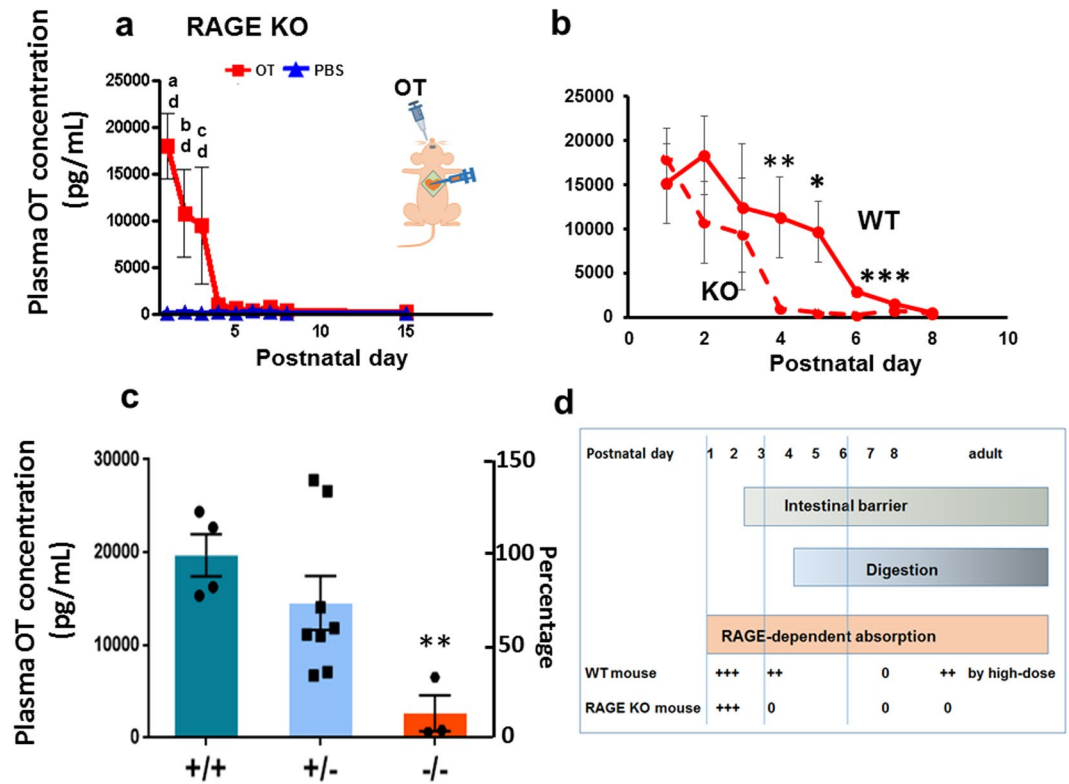 a RAGE KO
OT PBS
Plasma OT concentration
(pg/mL)
25000
20000
15000
10000
5000
0
a
d
b
d
c
d
OT
5 10 15
Postnatal day
b
25000
20000
15000
10000
5000
0
** * ***
WT
KO
0 2 4 6 8 10
Postnatal day
c
Plasma OT concentration
(pg/mL)
30000
20000
10000
0
**
150
100
50
0
Percentage
+/+ +/- -/-
d
Postnatal day 1 2 3 4 5 6 7 8 adult
Intestinal barrier
Digestion
RAGE-dependent absorption
WT mouse +++ ++ 0 ++ by high-dose
RAGE KO mouse +++ 0 0 0